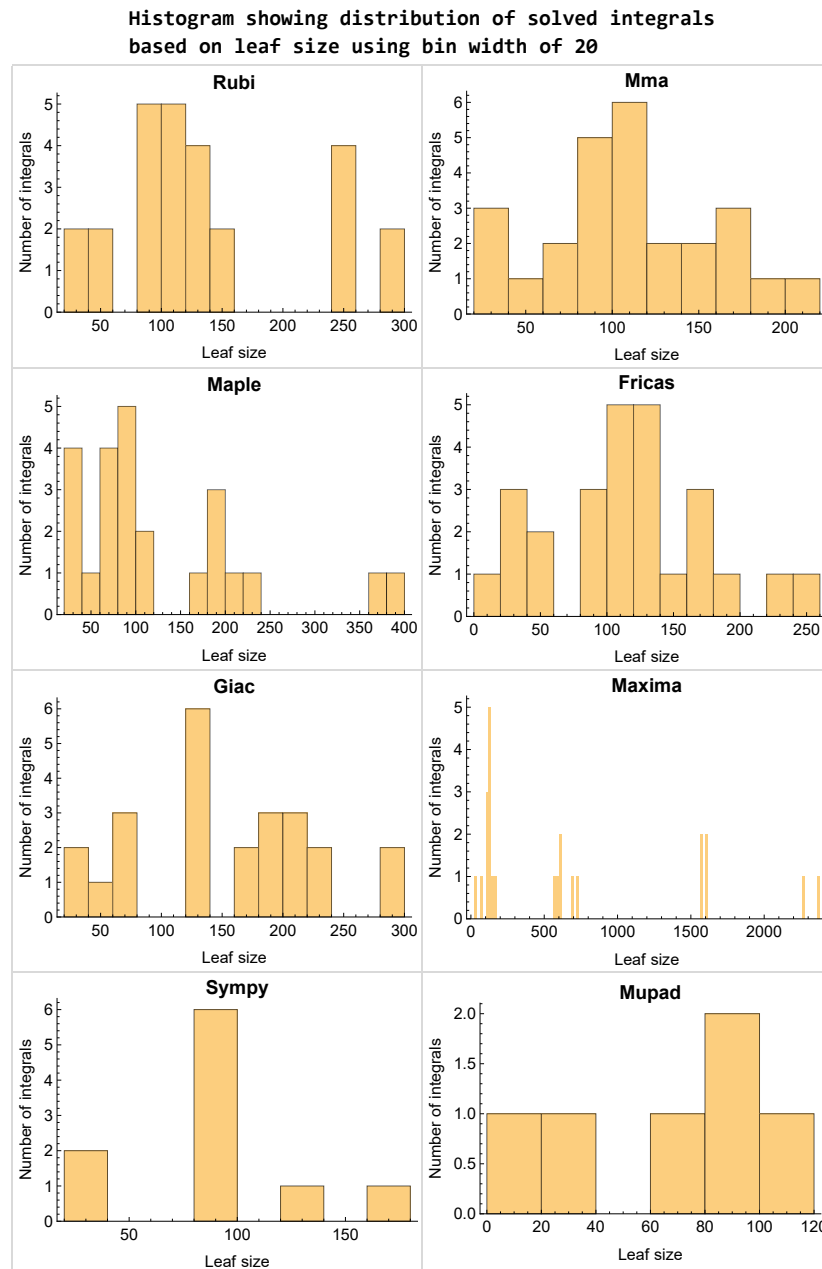 Histogram showing distribution of solved integrals
based on leaf size using bin width of 20
Rubi
Number of integrals
5
4
3
2
1
0
50 100 150 200 250 300
Leaf size
Mma
Number of integrals
6
5
4
3
2
1
0
50 100 150 200
Leaf size
Maple
Number of integrals
5
4
3
2
1
0
50 100 150 200 250 300 350 400
Leaf size
Fricas
Number of integrals
5
4
3
2
1
0
0 50 100 150 200 250
Leaf size
Giac
Number of integrals
6
5
4
3
2
1
0
50 100 150 200 250 300
Leaf size
Maxima
Number of integrals
5
4
3
2
1
0
0 500 1000 1500 2000
Leaf size
Sympy
Number of integrals
6
5
4
3
2
1
0
50 100 150
Leaf size
Mupad
Number of integrals
2.0
1.5
1.0
0.5
0.0
0 20 40 60 80 100 120
Leaf size